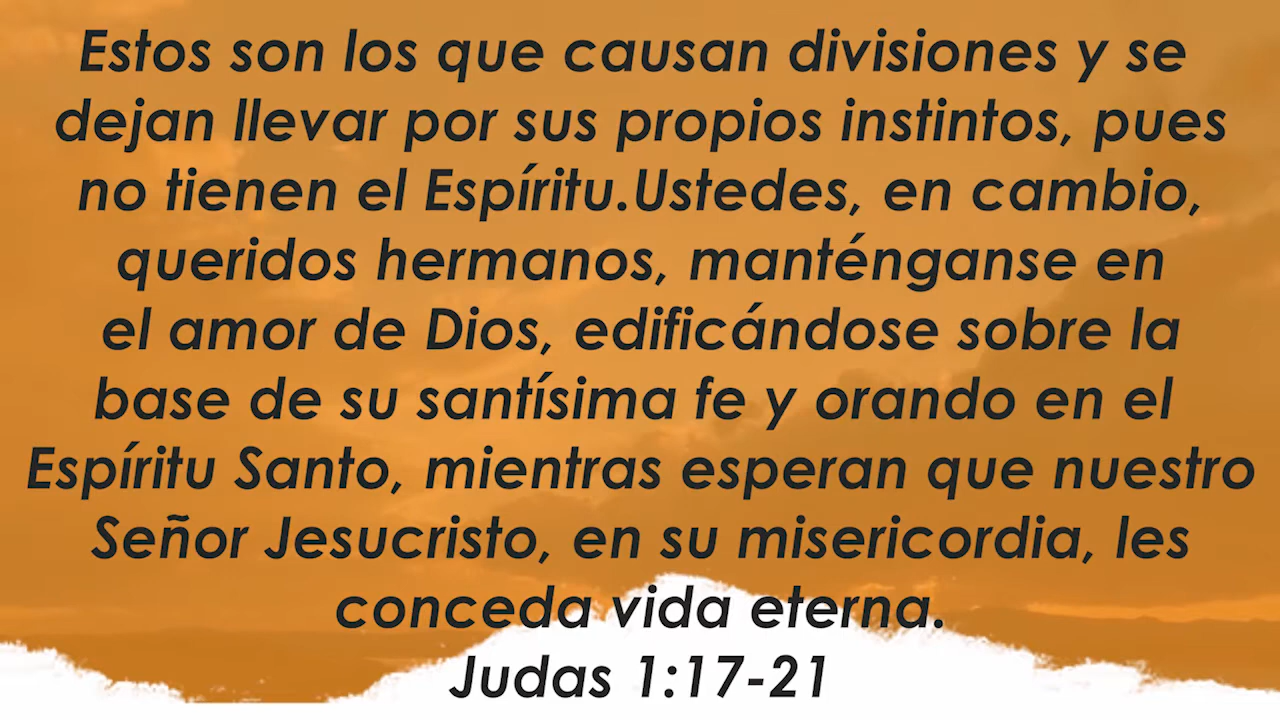 Estos son los que causan divisiones y se
dejan llevar por sus propios instintos, pues
no tienen el Espíritu.Ustedes, en cambio,
queridos hermanos, manténganse en
el amor de Dios, edificándose sobre la
base de su santísima fe y orando en el
Espíritu Santo, mientras esperan que nuestro
Señor Jesucristo, en su misericordia, les
conceda vida eterna.
Judas 1:17-21